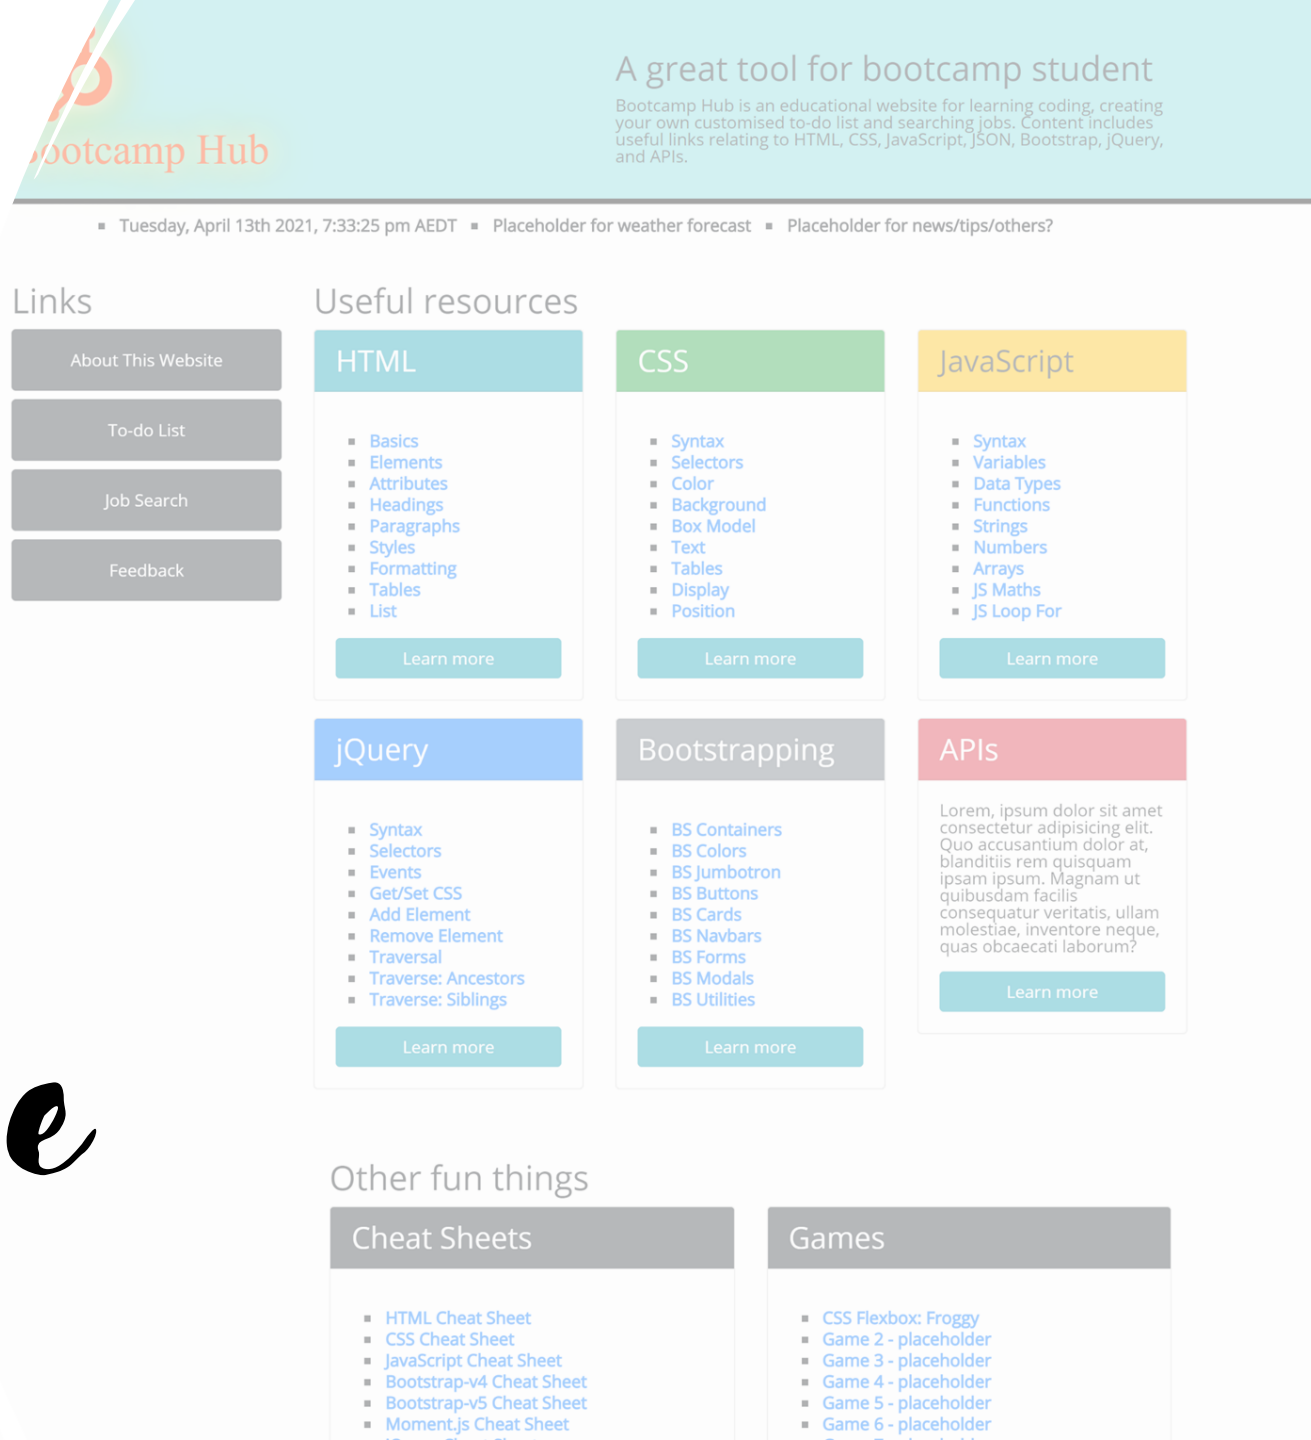 A great tool for bootcamp student
Bootcamp Hub is an educational website for learning coding, creating
your own customised to-do list and searching jobs. Content includes
useful links relating to HTML, CSS, JavaScript, JSON, Bootstrap, jQuery,
and APIs.
Bootcamp Hub
Tuesday, April 13th 2021, 7:33:25 pm AEDT
Placeholder for weather forecast
Placeholder for news/tips/others?
Links
About This Website
To-do List
Job Search
Feedback
Useful resources
HTML
Basics
Elements
Attributes
Headings
Paragraphs
Styles
Formatting
Tables
List
Learn more
CSS
Syntax
Selectors
Color
Background
Box Model
Text
Tables
Display
Position
Learn more
JavaScript
Syntax
Variables
Data Types
Functions
Strings
Numbers
Arrays
JS Maths
JS Loop For
Learn more
jQuery
Syntax
Selectors
Events
Get/Set CSS
Add Element
Remove Element
Traversal
Traverse: Ancestors
Traverse: Siblings
Learn more
Bootstrapping
BS Containers
BS Colors
BS Jumbotron
BS Buttons
BS Cards
BS Navbars
BS Forms
BS Modals
BS Utilities
Learn more
APIs
Lorem, ipsum dolor sit amet
consectetur adipisicing elit.
Quo accusantium dolor at,
blanditiis rem quisquam
ipsam ipsum. Magnam ut
quibusdam facilis
consequatur veritatis, ullam
molestiae, inventore neque,
quas obcaecati laborum?
Learn more
e
Other fun things
Cheat Sheets
HTML Cheat Sheet
CSS Cheat Sheet
JavaScript Cheat Sheet
Bootstrap-v4 Cheat Sheet
Bootstrap-v5 Cheat Sheet
Moment.js Cheat Sheet
Games
CSS Flexbox: Froggy
Game 2 - placeholder
Game 3 - placeholder
Game 4 - placeholder
Game 5 - placeholder
Game 6 - placeholder